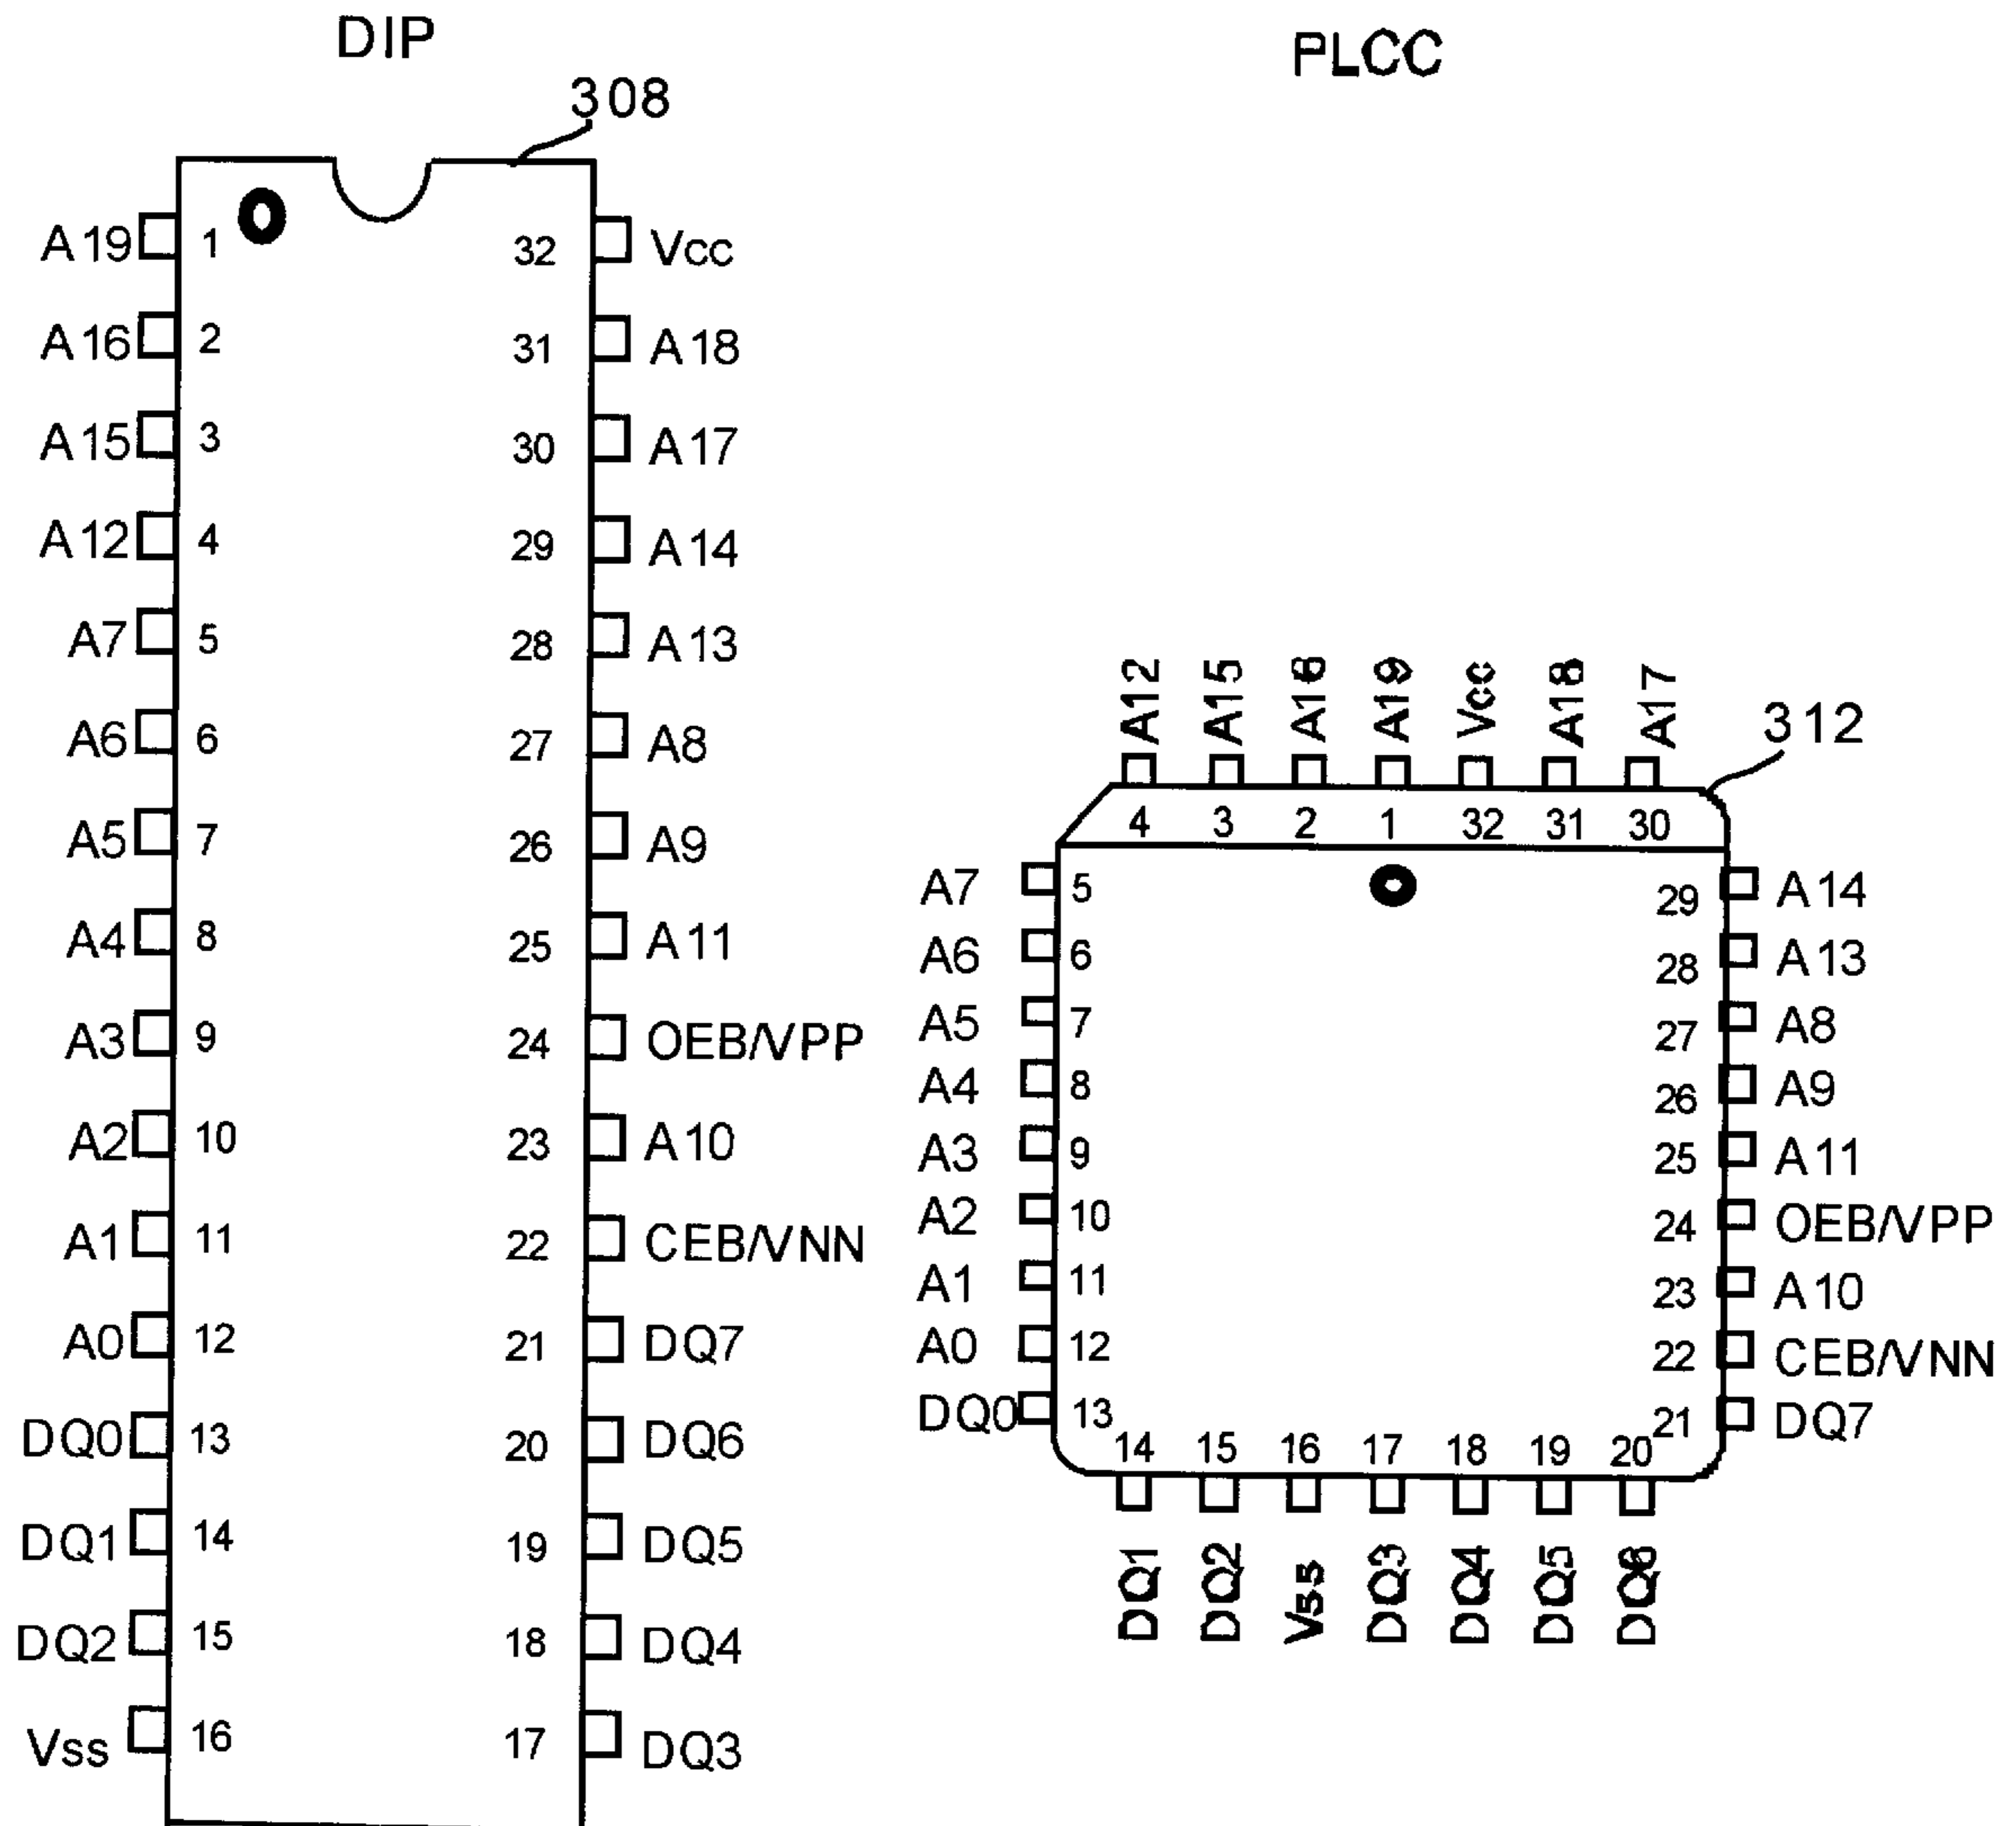 DIP
308
A19 1 32 Vcc
A16 2 31 A18
A15 3 30 A17
A12 4 29 A14
A7 5 28 A13
A6 6 27 A8
A5 7 26 A9
A4 8 25 A11
A3 9 24 OEB/VPP
A2 10 23 A10
A1 11 22 CEB/VNN
A0 12 21 DQ7
DQ0 13 20 DQ6
DQ1 14 19 DQ5
DQ2 15 18 DQ4
Vss 16 17 DQ3
PLCC
A12 A15 A16 A19 Vcc A18 A17
312
4 3 2 1 32 31 30
A7 5 29 A14
A6 6 28 A13
A5 7 27 A8
A4 8 26 A9
A3 9 25 A11
A2 10 24 OEB/VPP
A1 11 23 A10
A0 12 22 CEB/VNN
DQ0 13 21 DQ7
14 15 16 17 18 19 20
DQ1 DQ2 Vss DQ3 DQ4 DQ5 DQ6